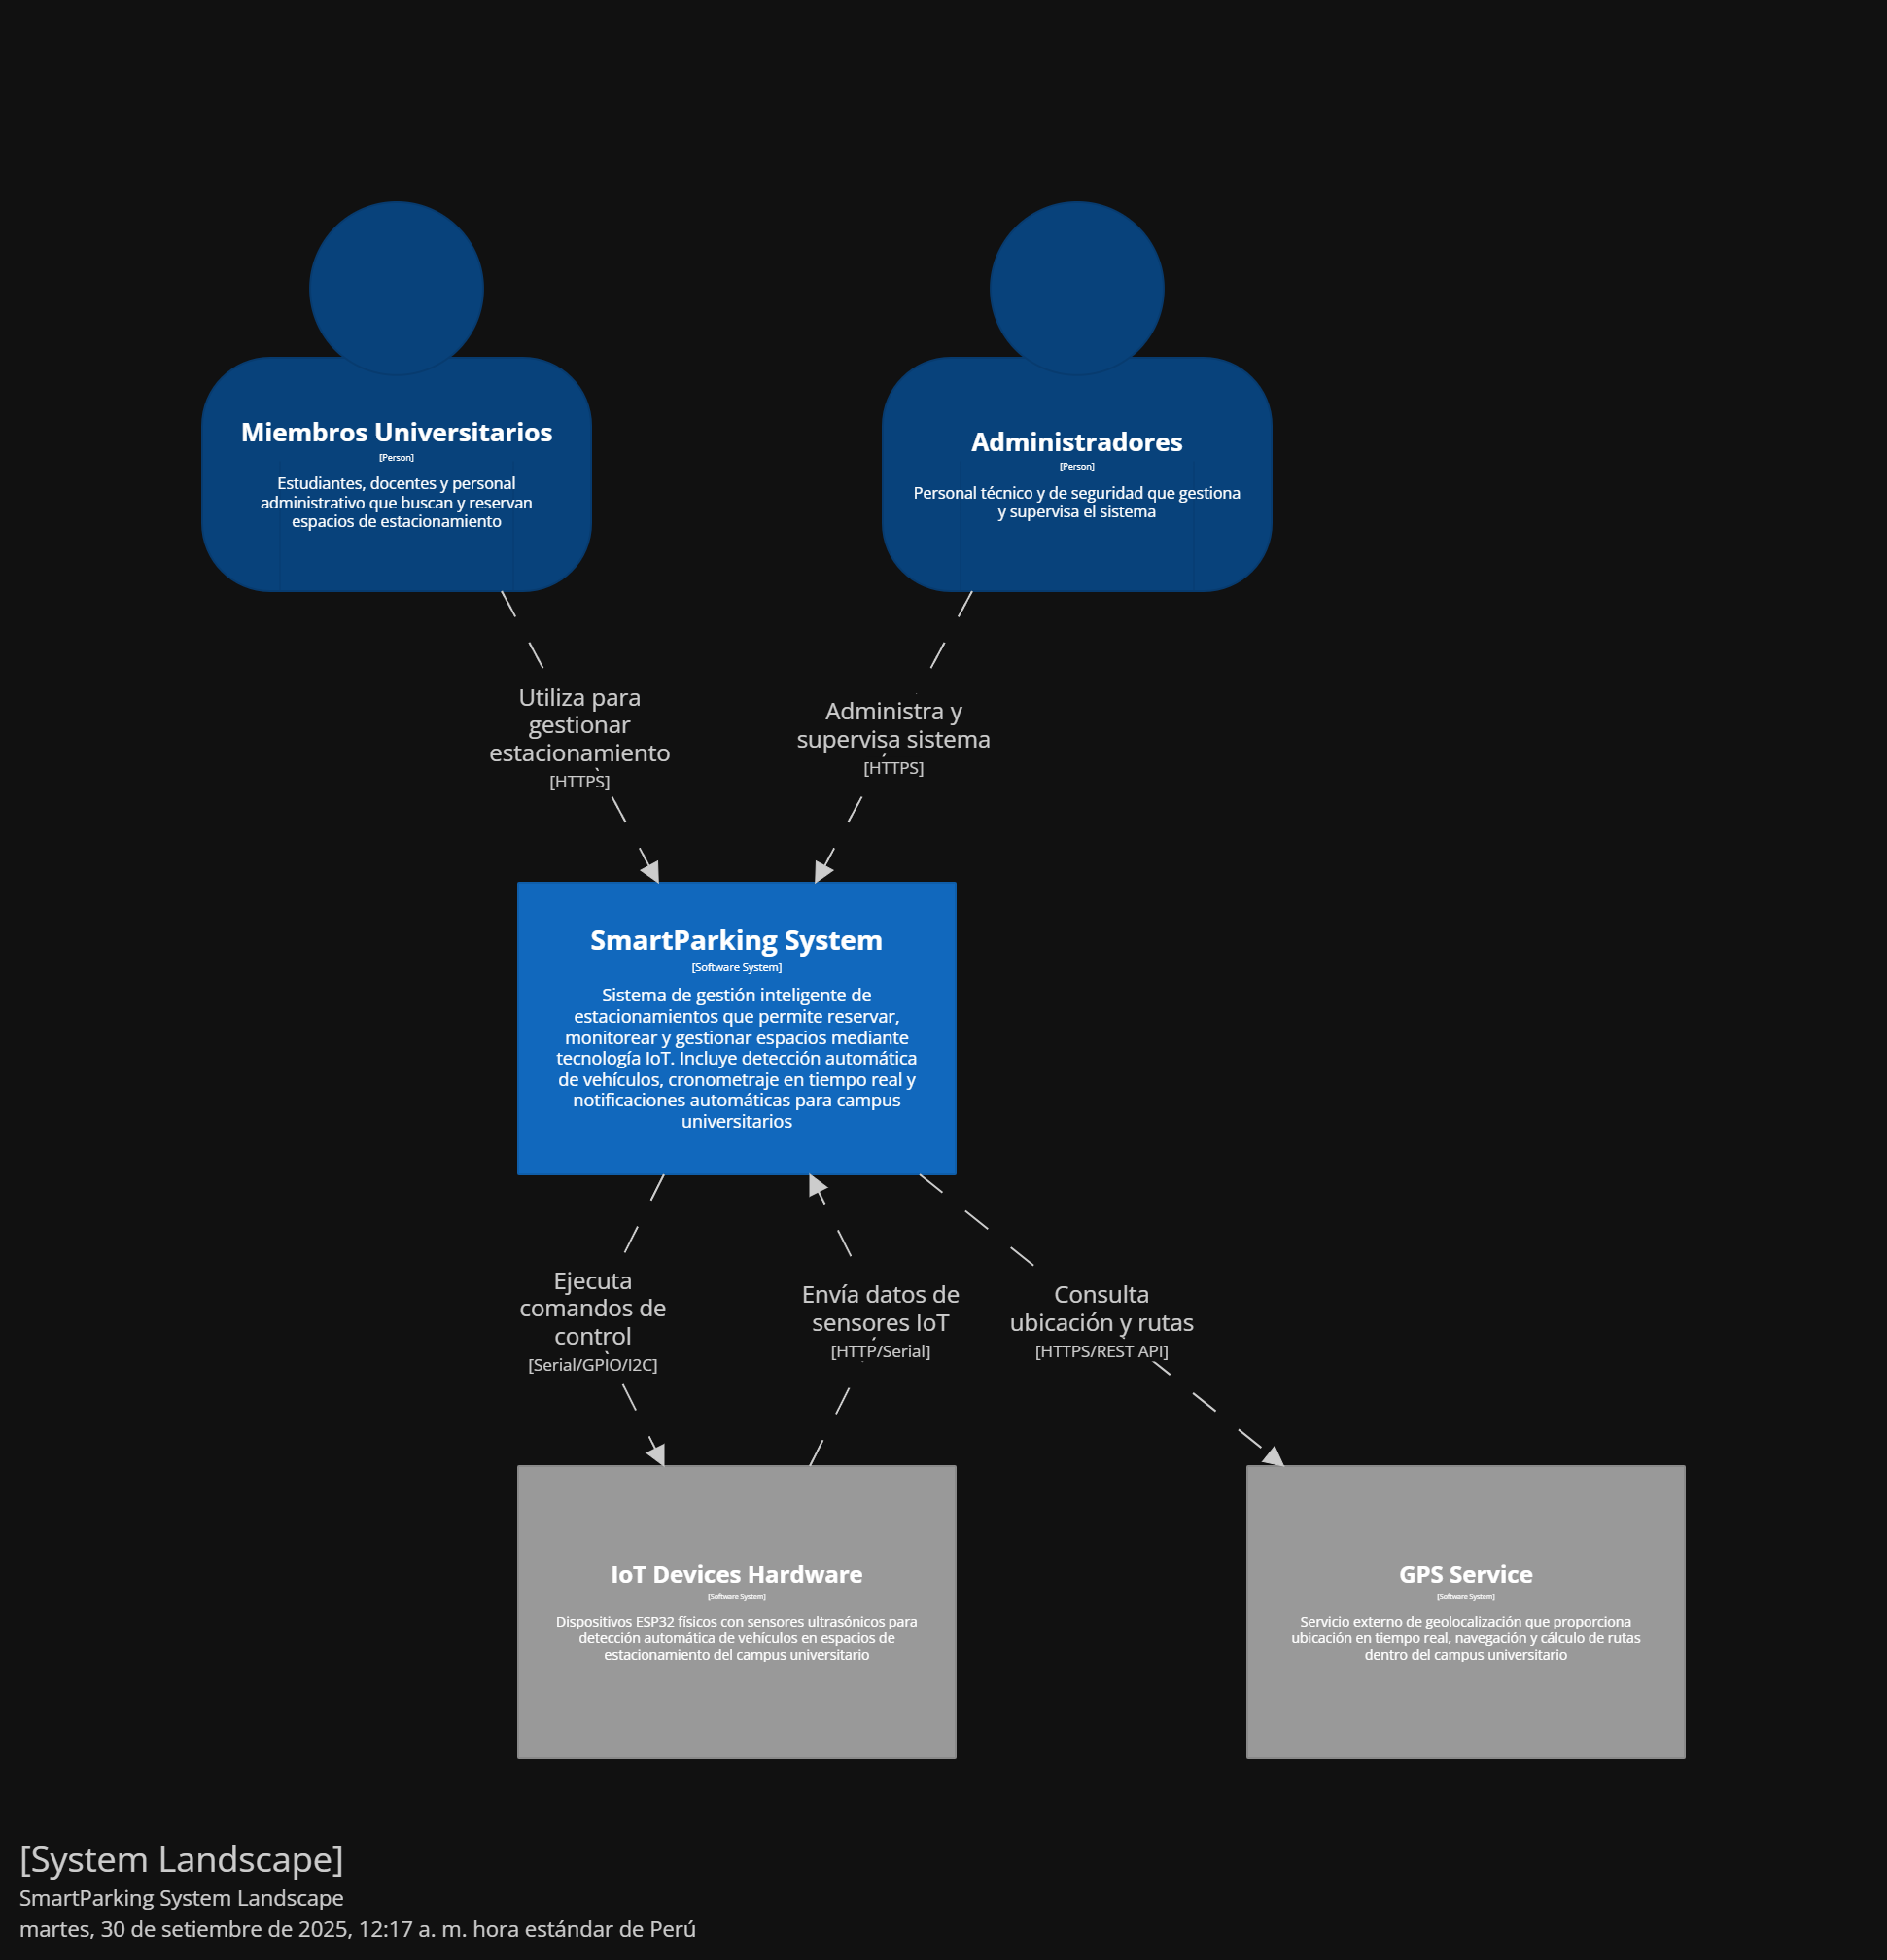 Miembros Universitarios
[Person]
Estudiantes, docentes y personal
administrativo que buscan y reservan
espacios de estacionamiento
Administradores
[Person]
Personal técnico y de seguridad que gestiona
y supervisa el sistema
Utiliza para
gestionar
estacionamiento
[HTTPS]
Administra y
supervisa sistema
[HTTPS]
SmartParking System
[Software System]
Sistema de gestión inteligente de
estacionamientos que permite reservar,
monitorear y gestionar espacios mediante
tecnología IoT. Incluye detección automática
de vehículos, cronometraje en tiempo real y
notificaciones automáticas para campus
universitarios
Ejecuta
comandos de
control
[Serial/GPIO/I2C]
Envía datos de
sensores IoT
[HTTP/Serial]
Consulta
ubicación y rutas
[HTTPS/REST API]
IoT Devices Hardware
[Software System]
Dispositivos ESP32 físicos con sensores ultrasónicos para
detección automática de vehículos en espacios de
estacionamiento del campus universitario
GPS Service
[Software System]
Servicio externo de geolocalización que proporciona
ubicación en tiempo real, navegación y cálculo de rutas
dentro del campus universitario
[System Landscape]
SmartParking System Landscape
martes, 30 de setiembre de 2025, 12:17 a. m. hora estándar de Perú